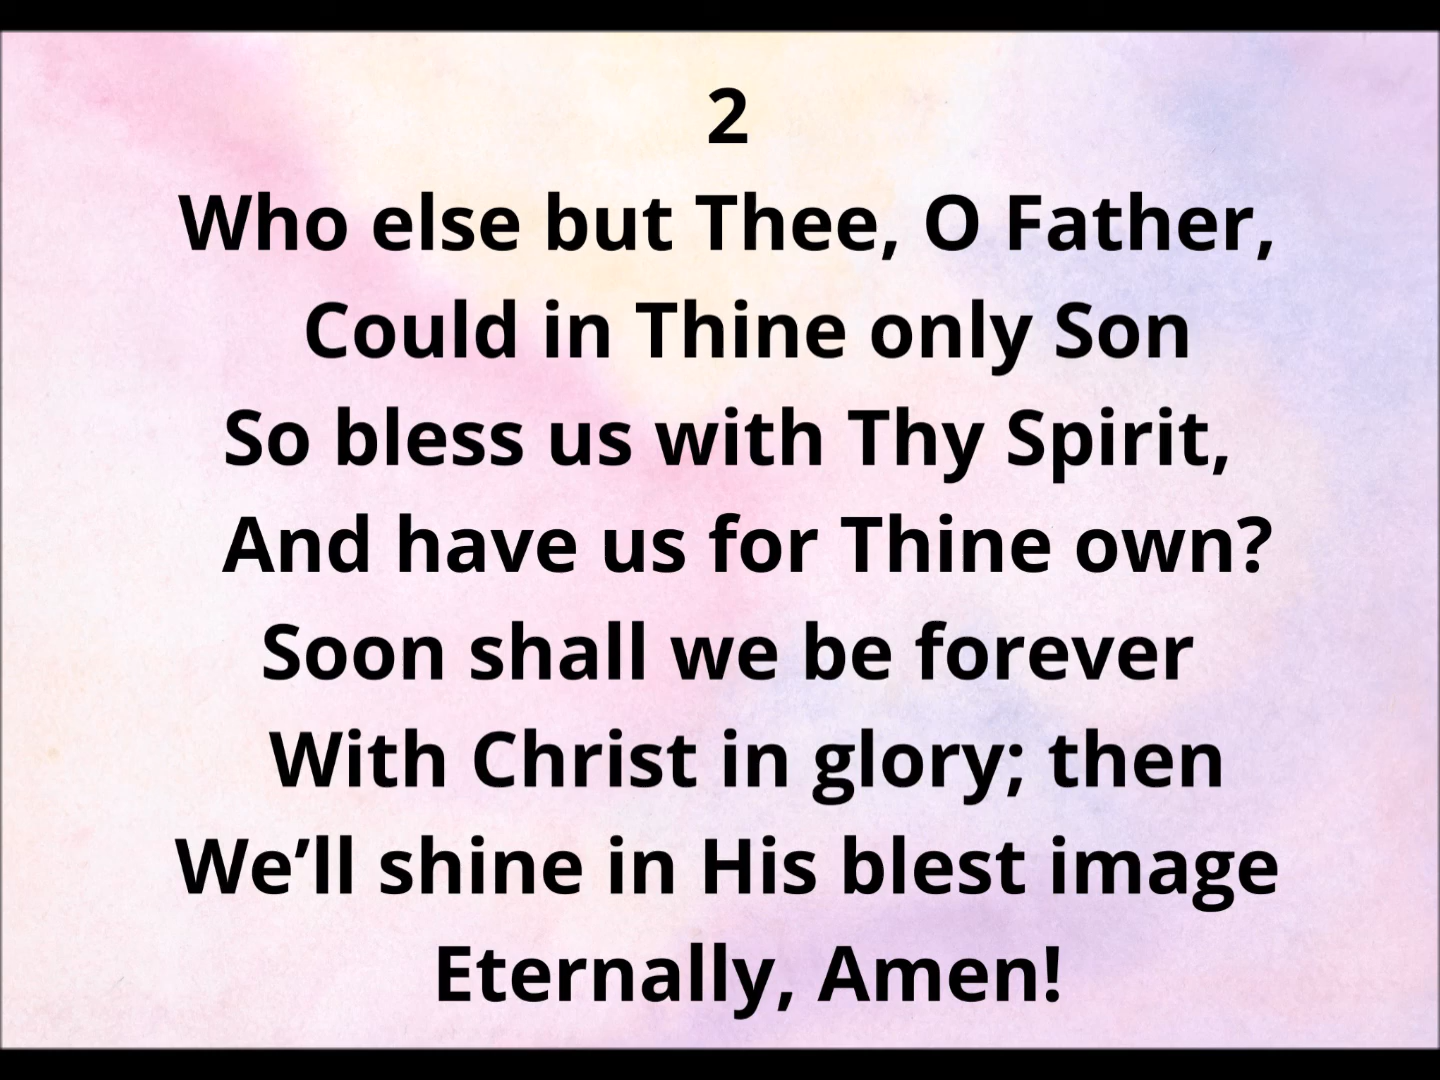 2
Who else but Thee, O Father,
Could in Thine only Son
So bless us with Thy Spirit,
And have us for Thine own?
Soon shall we be forever
With Christ in glory; then
We’ll shine in His blest image
Eternally, Amen!